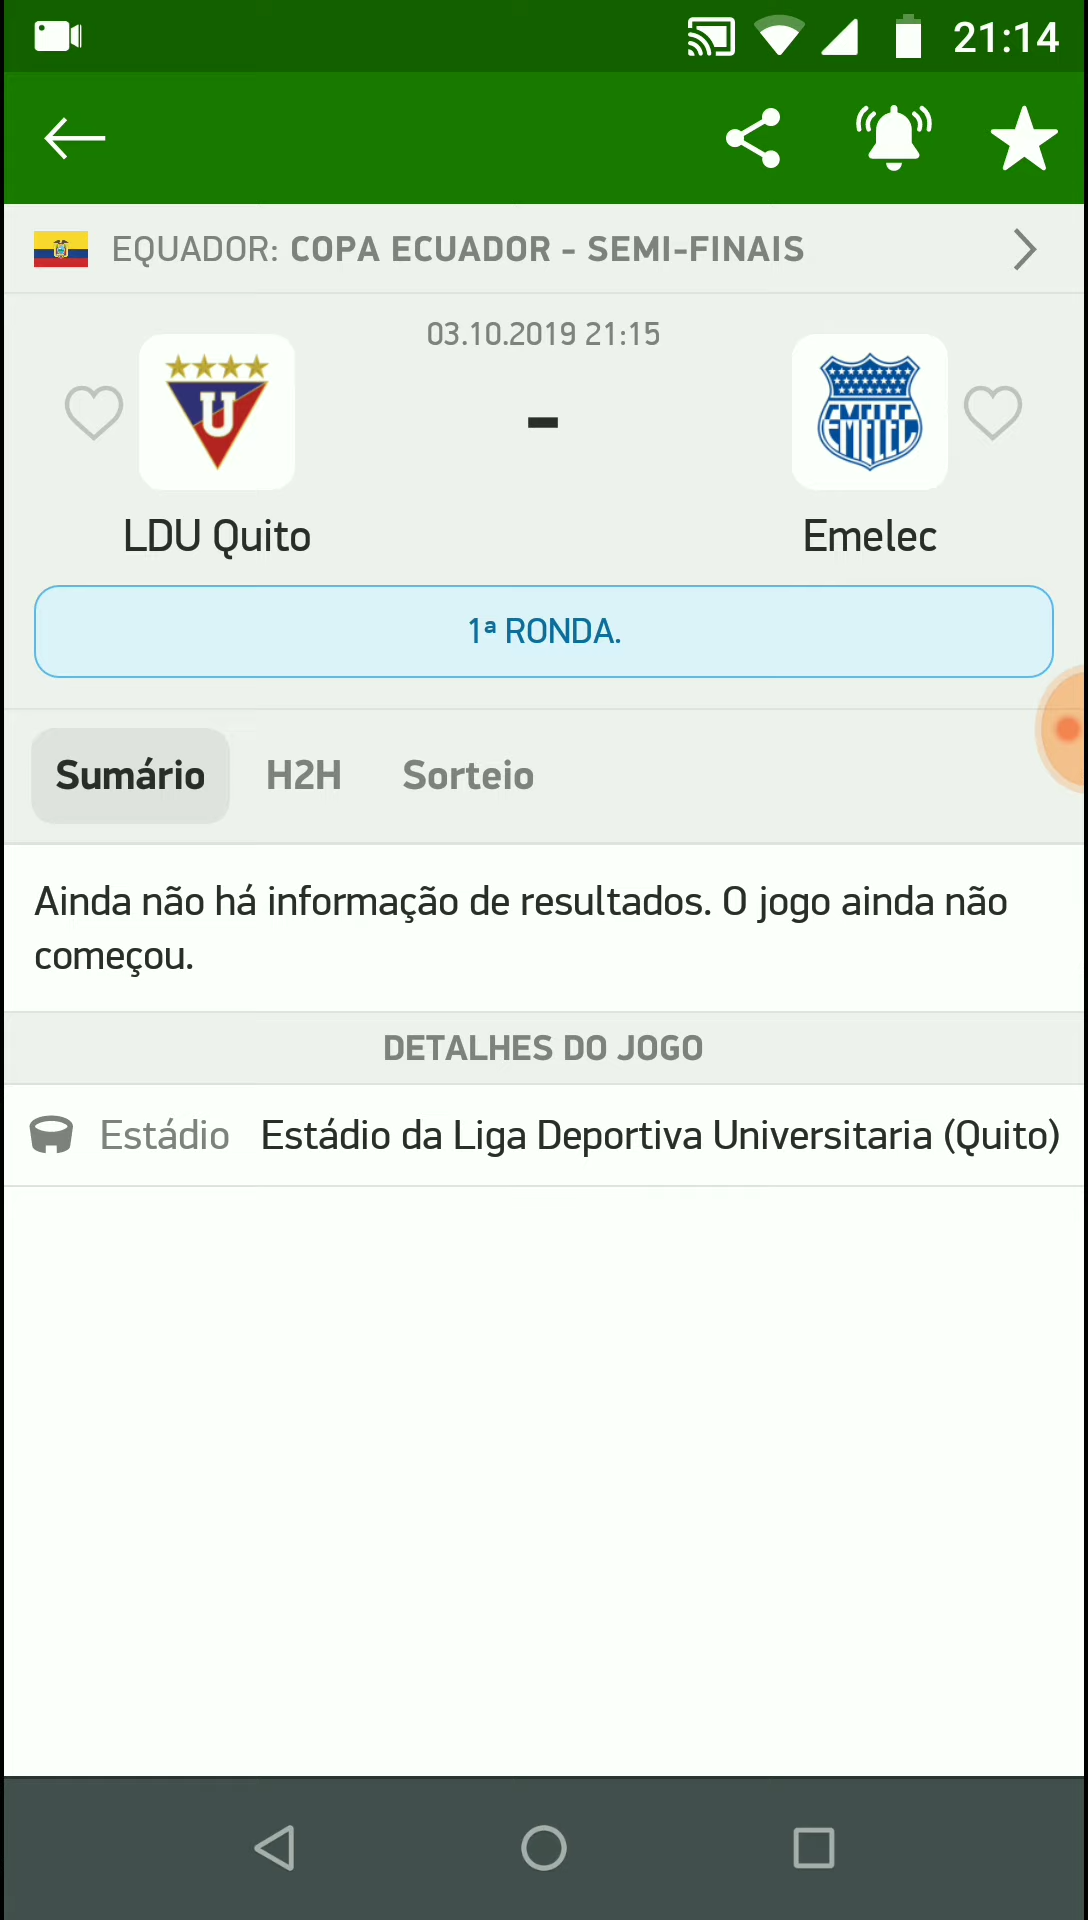 21:14
EQUADOR: COPA ECUADOR - SEMI-FINAIS
03.10.2019 21:15
U
EMELEC
-
LDU Quito
Emelec
1ª RONDA.
Sumário H2H Sorteio
Ainda não há informação de resultados. O jogo ainda não
começou.
DETALHES DO JOGO
Estádio Estádio da Liga Deportiva Universitaria (Quito)